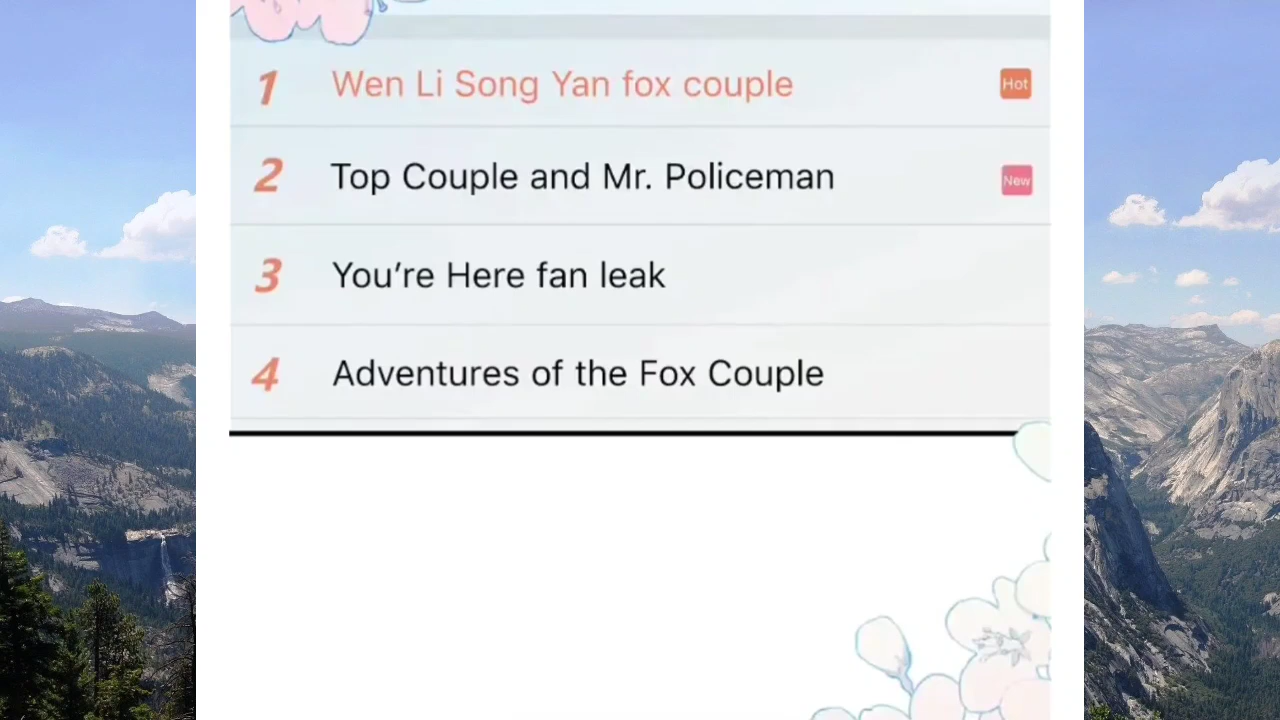 1 Wen Li Song Yan fox couple Hot
2 Top Couple and Mr. Policeman New
3 You’re Here fan leak
4 Adventures of the Fox Couple